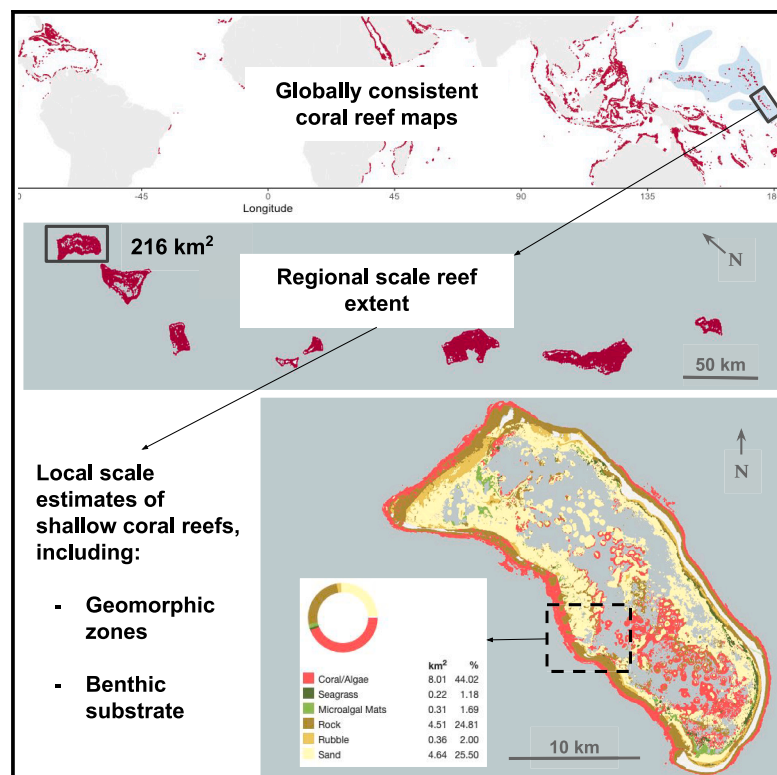 Globally consistent
coral reef maps
-45
0
45
90
135
Longitude
216 km²
N
Regional scale reef
extent
50 km
Local scale
estimates of
shallow coral reefs,
including:
- Geomorphic
zones
- Benthic
substrate
N
km² %
Coral/Algae 8.01 44.02
Seagrass 0.22 1.18
Microalgal Mats 0.31 1.69
Rock 4.51 24.81
Rubble 0.36 2.00
Sand 4.64 25.50
10 km